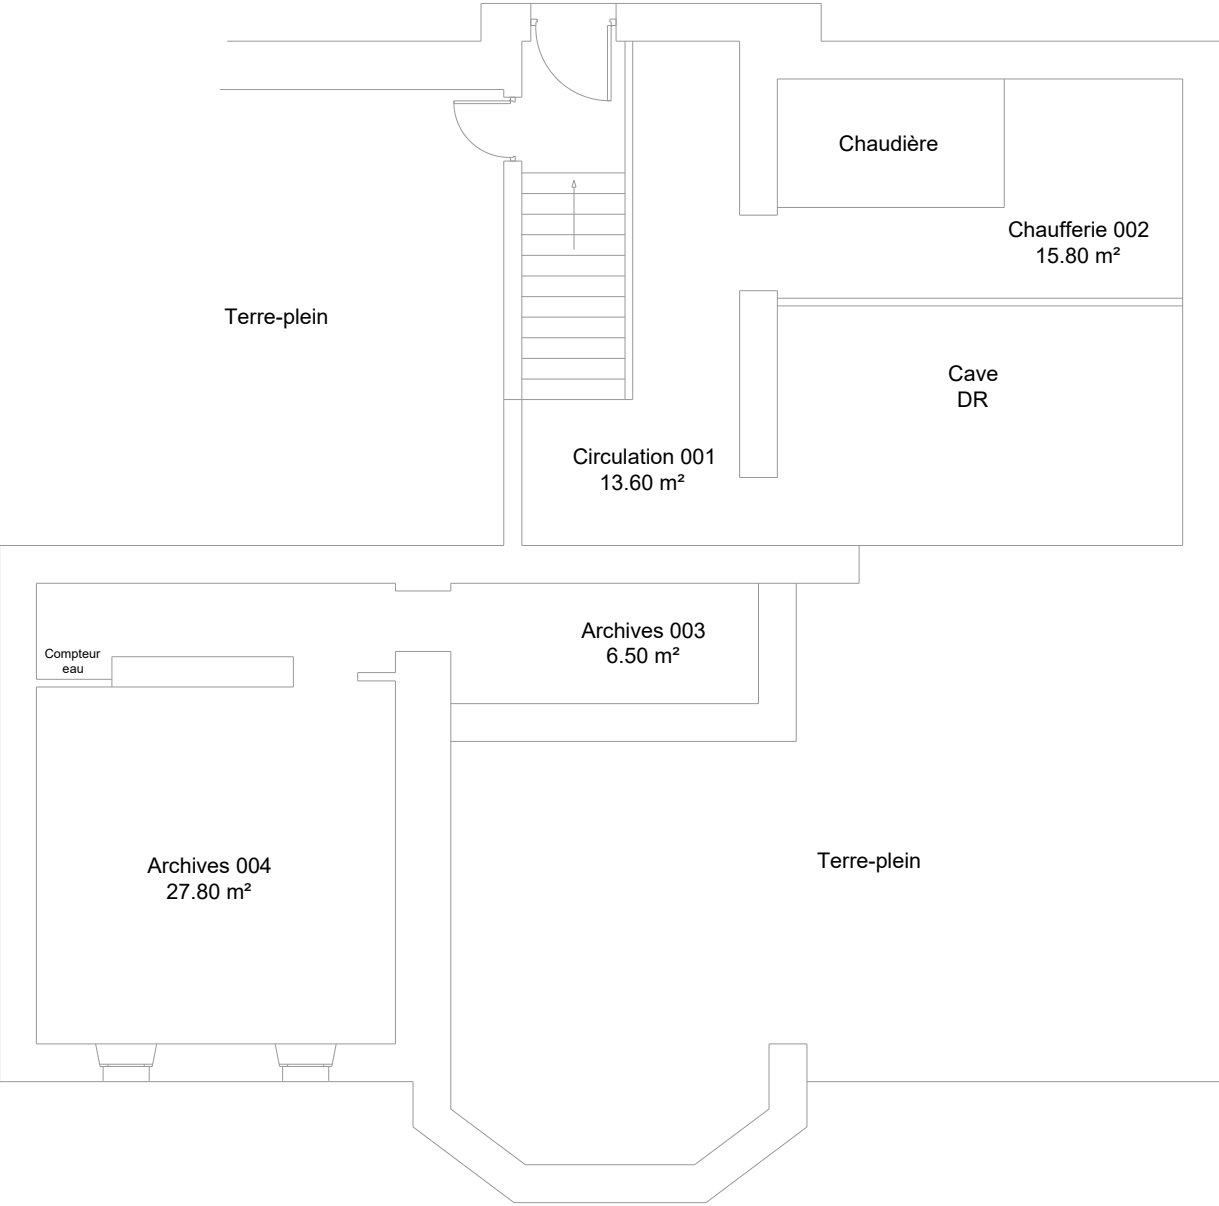 Chaudière
Chaufferie 002
15.80 m²
Terre-plein
Cave
DR
Circulation 001
13.60 m²
Archives 003
6.50 m²
Compteur
eau
Archives 004
27.80 m²
Terre-plein